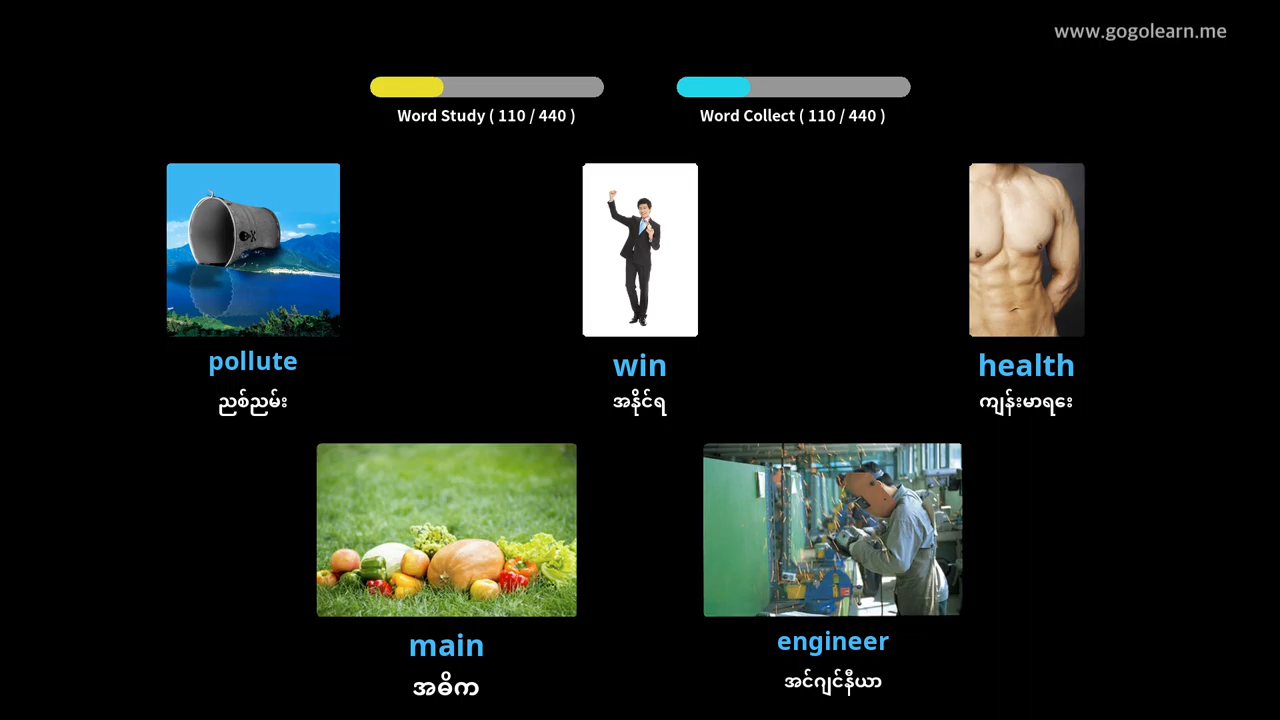 www.gogolearn.me
Word Study ( 110 / 440 )
Word Collect ( 110 / 440 )
pollute
ညစ်ညမ်း
win
အနိုင်ရ
health
ကျန်းမာရေး
main
အဓိက
engineer
အင်ဂျင်နီယာ